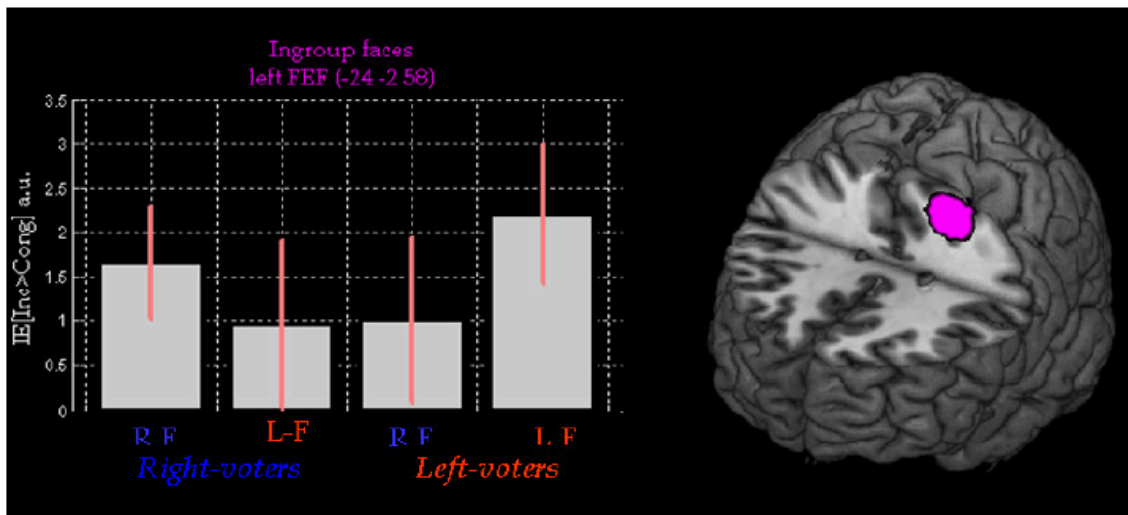 Ingroup faces
left FEF (-24 -2 58)
IE[Inc>Cong] a.u.
3.5
3
2.5
2
1.5
1
0.5
0
R-F L-F R-F L-F
Right-voters Left-voters